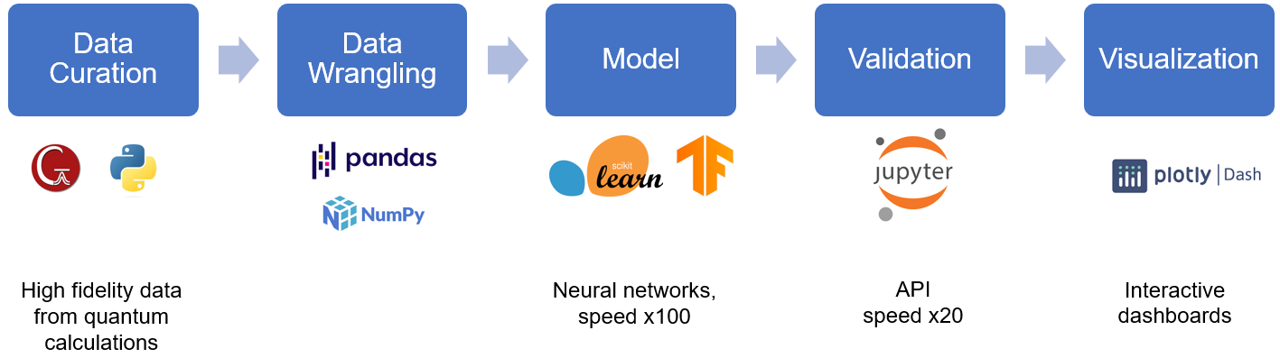 Data
Curation
Data
Wrangling
Model
Validation
Visualization
pandas
NumPy
scikit
learn
jupyter
plotly | Dash
High fidelity data
from quantum
calculations
Neural networks,
speed x100
API
speed x20
Interactive
dashboards